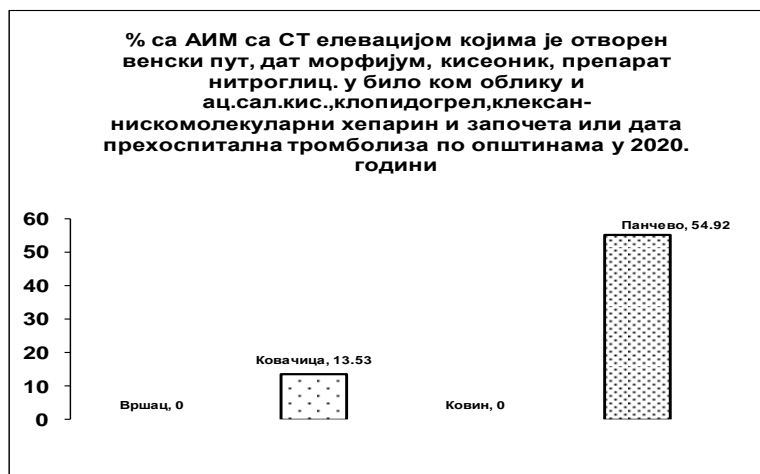 % са АИМ са СТ елевацијом којима је отворен
венски пут, дат морфијум, кисеоник, препарат
нитроглиц. у било ком облику и
ац.сал.кис.,клопидогрел,клексан-
нискомолекуларни хепарин и започета или дата
прехоспитална тромболиза по општинама у 2020.
години
60
50
40
30
20
10
0
Вршац, 0
Ковачица, 13.53
Ковин, 0
Панчево, 54.92